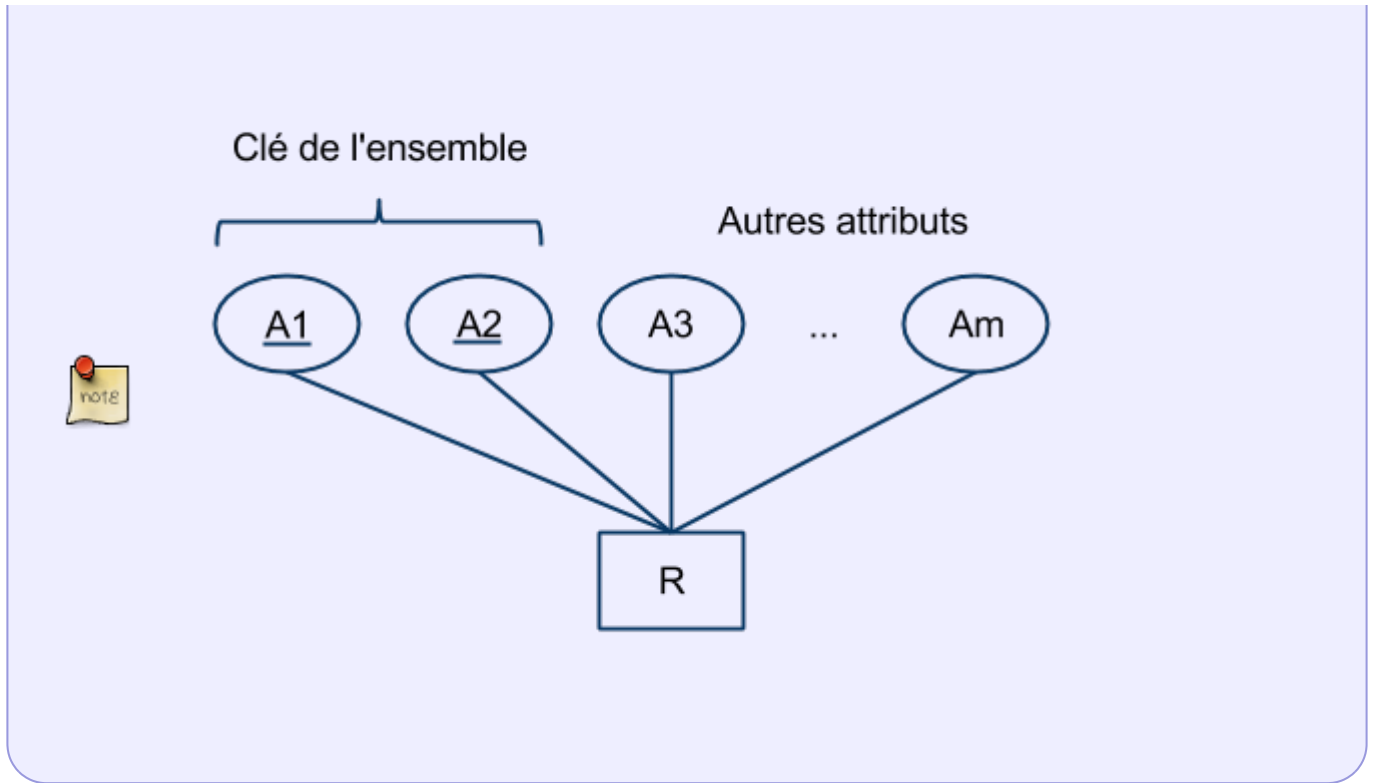 Clé de l'ensemble
Autres attributs
A1 A2 A3 ... Am
note
R